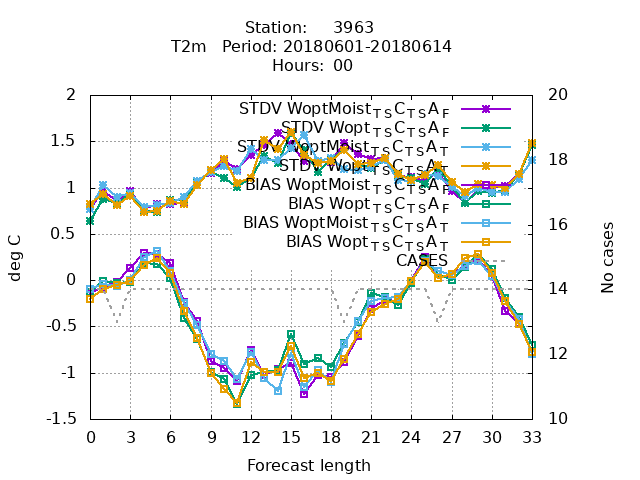 Station: 3963
T2m Period: 20180601-20180614
Hours: 00
2
1.5
1
0.5
0
-0.5
-1
-1.5
20
18
16
14
12
10
deg C
No cases
STDV WoptMoist_TS C_TS A_F
STDV Wopt_TS C_TS A_F
STDV WoptMoist_TS C_TS A_T
STDV Wopt_TS C_TS A_T
BIAS WoptMoist_TS C_TS A_F
BIAS Wopt_TS C_TS A_F
BIAS WoptMoist_TS C_TS A_T
BIAS Wopt_TS C_TS A_T
CASES
0 3 6 9 12 15 18 21 24 27 30 33
Forecast length